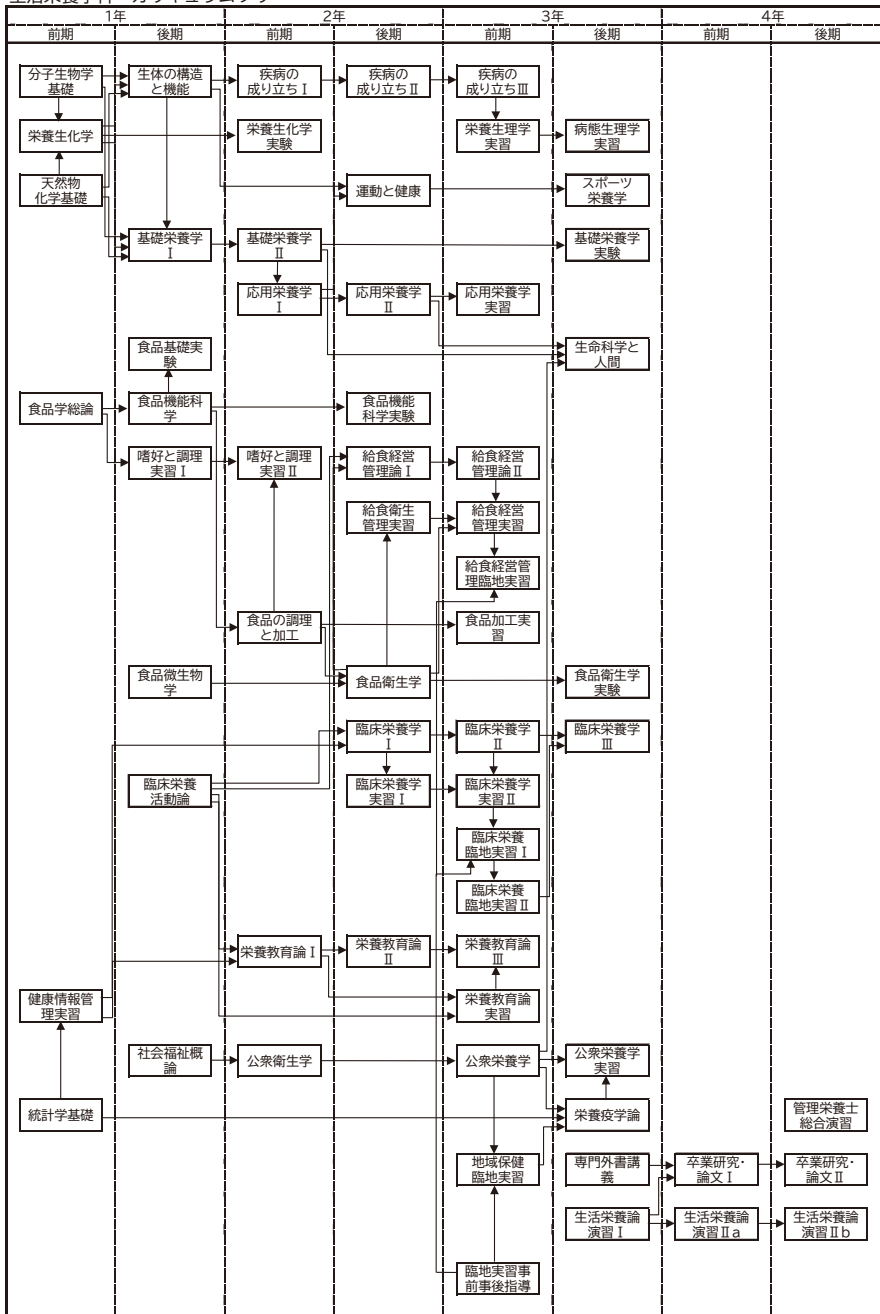 生活栄養学科 カリキュラムツリー
1年
2年
3年
4年
前期
後期
前期
後期
前期
後期
前期
後期
分子生物学
基礎
生体の構造
と機能
疾病の
成り立ちⅠ
疾病の
成り立ちⅡ
疾病の
成り立ちⅢ
栄養生化学
栄養生化学
実験
栄養生理学
実習
病態生理学
実習
天然物
化学基礎
運動と健康
スポーツ
栄養学
基礎栄養学
Ⅰ
基礎栄養学
Ⅱ
基礎栄養学
実験
応用栄養学
Ⅰ
応用栄養学
Ⅱ
応用栄養学
実習
食品基礎実
験
生命科学と
人間
食品学総論
食品機能科
学
食品機能
科学実験
嗜好と調理
実習Ⅰ
嗜好と調理
実習Ⅱ
給食経営
管理論Ⅰ
給食経営
管理論Ⅱ
給食衛生
管理実習
給食経営
管理実習
給食経営管
理臨地実習
食品の調理
と加工
食品加工実
習
食品微生物
学
食品衛生学
食品衛生学
実験
臨床栄養学
Ⅰ
臨床栄養学
Ⅱ
臨床栄養学
Ⅲ
臨床栄養
活動論
臨床栄養学
実習Ⅰ
臨床栄養学
実習Ⅱ
臨床栄養
臨地実習Ⅰ
臨床栄養
臨地実習Ⅱ
栄養教育論Ⅰ
栄養教育論
Ⅱ
栄養教育論
Ⅲ
健康情報管
理実習
栄養教育論
実習
社会福祉概
論
公衆衛生学
公衆栄養学
公衆栄養学
実習
統計学基礎
栄養疫学論
管理栄養士
総合演習
地域保健
臨地実習
専門外書講
義
卒業研究・
論文Ⅰ
卒業研究・
論文Ⅱ
生活栄養論
演習Ⅰ
生活栄養論
演習Ⅱa
生活栄養論
演習Ⅱb
臨地実習事
前事後指導